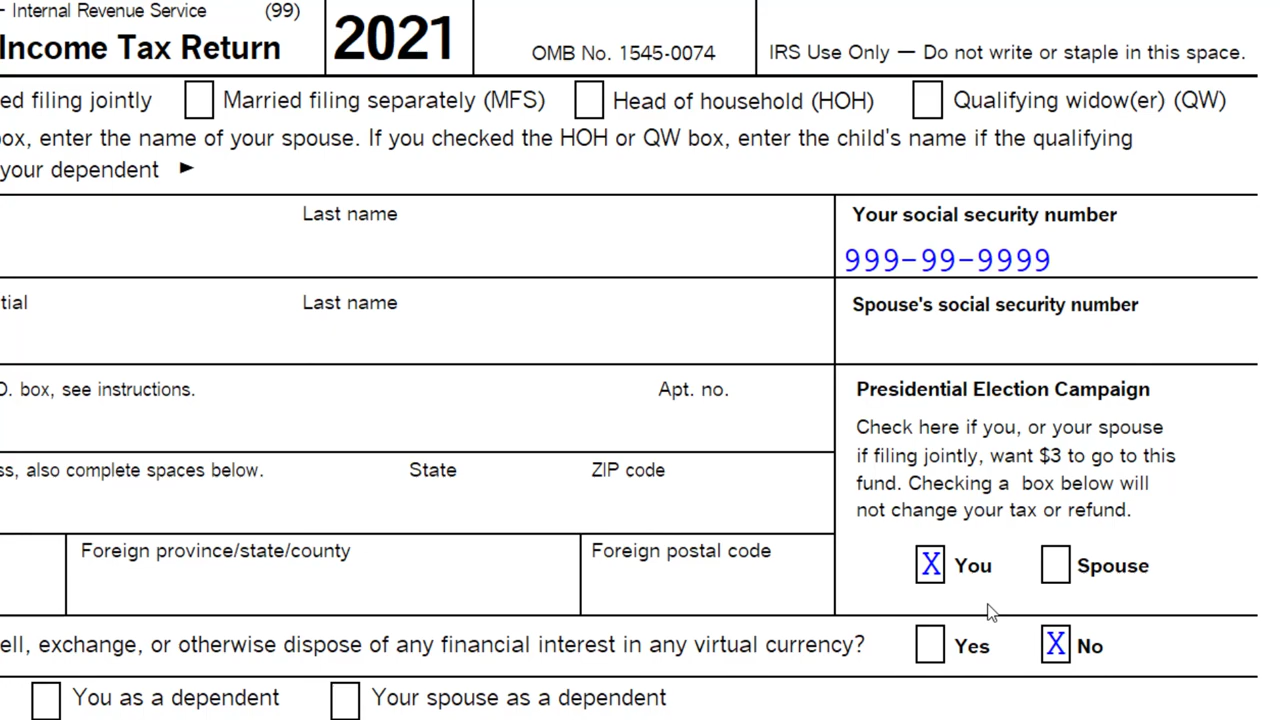 - Internal Revenue Service (99)
Income Tax Return 2021 OMB No. 1545-0074 IRS Use Only — Do not write or staple in this space.
ed filing jointly Married filing separately (MFS) Head of household (HOH) Qualifying widow(er) (QW)
ox, enter the name of your spouse. If you checked the HOH or QW box, enter the child's name if the qualifying
your dependent ►
Last name Your social security number
999-99-9999
tial Last name Spouse's social security number
O. box, see instructions. Apt. no. Presidential Election Campaign
Check here if you, or your spouse
if filing jointly, want $3 to go to this
fund. Checking a box below will
not change your tax or refund.
ss, also complete spaces below. State ZIP code
Foreign province/state/county Foreign postal code
X You Spouse
ell, exchange, or otherwise dispose of any financial interest in any virtual currency? Yes X No
You as a dependent Your spouse as a dependent